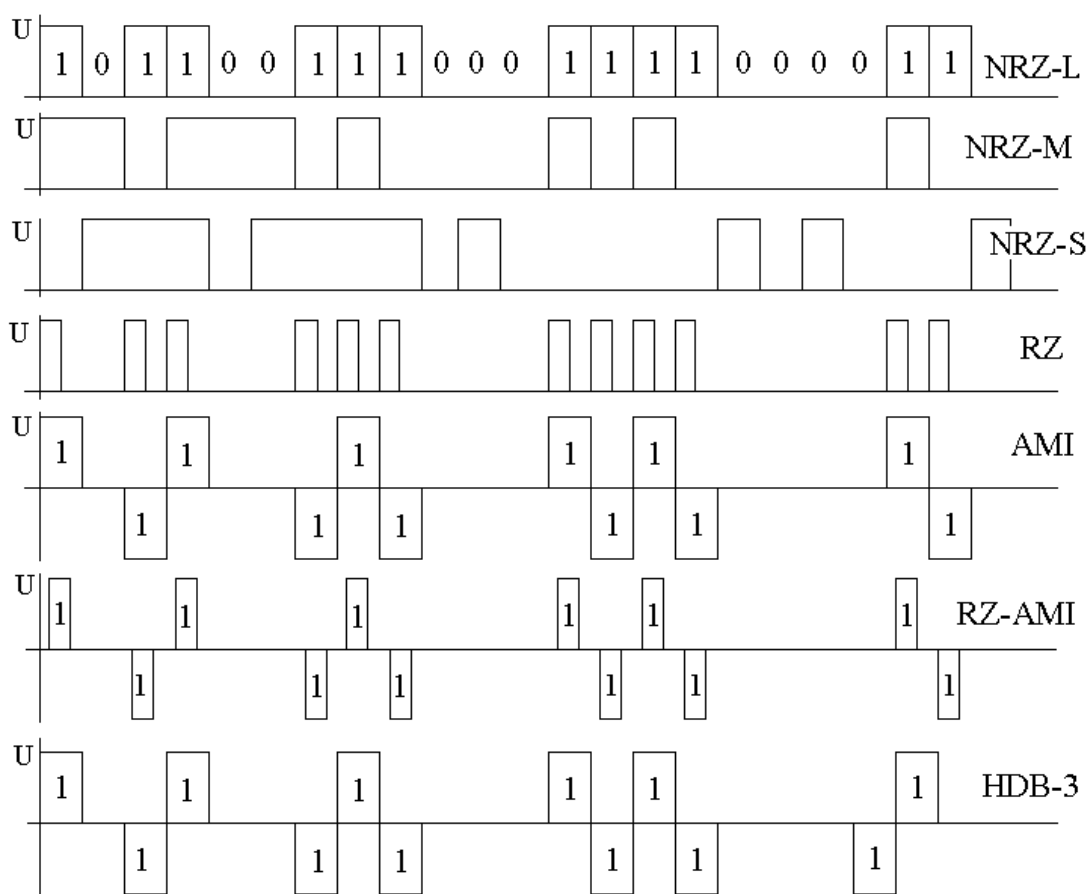 U 1 0 1 1 0 0 1 1 1 0 0 0 1 1 1 1 0 0 0 0 1 1 NRZ-L
U NRZ-M
U NRZ-S
U RZ
U AMI
1 1 1 1 1 1
1 1 1 1 1 1
U RZ-AMI
1 1 1 1 1 1
1 1 1 1 1 1
U HDB-3
1 1 1 1 1 1
1 1 1 1 1 1